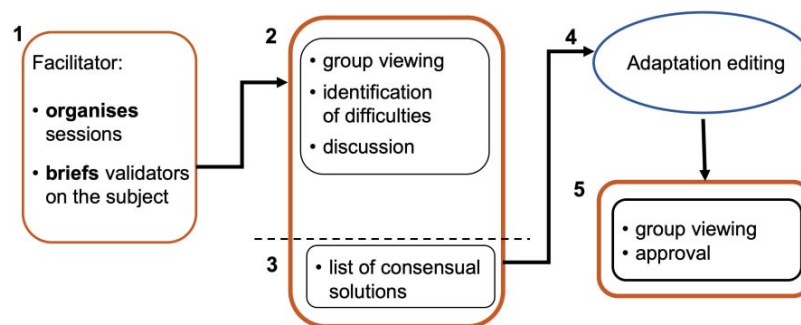 1
Facilitator:
• organises
sessions
• briefs validators
on the subject
2
• group viewing
• identification
of difficulties
• discussion
3
• list of consensual
solutions
4
Adaptation editing
5
• group viewing
• approval